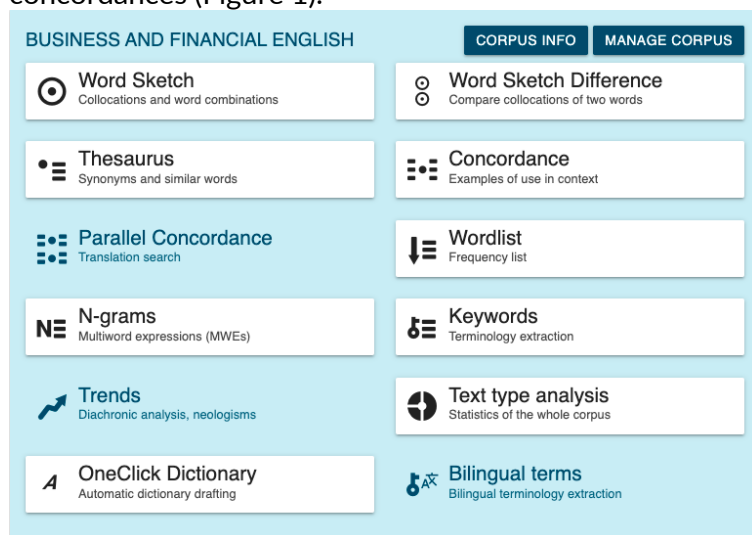 concordances (Figure 1).
BUSINESS AND FINANCIAL ENGLISH
CORPUS INFO
MANAGE CORPUS
Word Sketch
Collocations and word combinations
Word Sketch Difference
Compare collocations of two words
Thesaurus
Synonyms and similar words
Concordance
Examples of use in context
Parallel Concordance
Translation search
Wordlist
Frequency list
N-grams
Multiword expressions (MWEs)
Keywords
Terminology extraction
Trends
Diachronic analysis, neologisms
Text type analysis
Statistics of the whole corpus
OneClick Dictionary
Automatic dictionary drafting
Bilingual terms
Bilingual terminology extraction